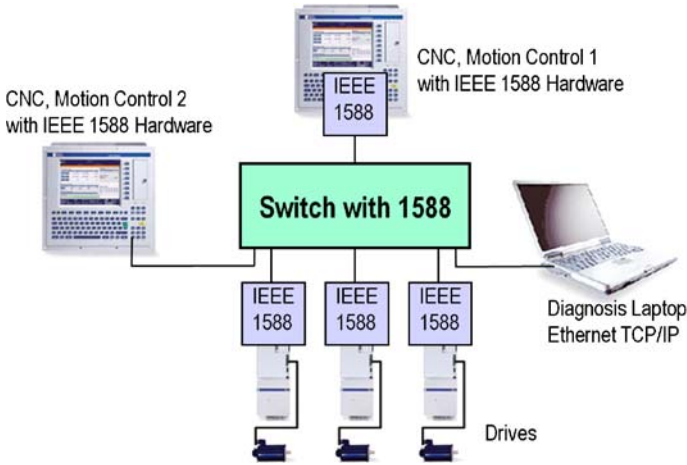 CNC, Motion Control 1
with IEEE 1588 Hardware
IEEE
1588
CNC, Motion Control 2
with IEEE 1588 Hardware
Switch with 1588
IEEE
1588
IEEE
1588
IEEE
1588
Diagnosis Laptop
Ethernet TCP/IP
Drives